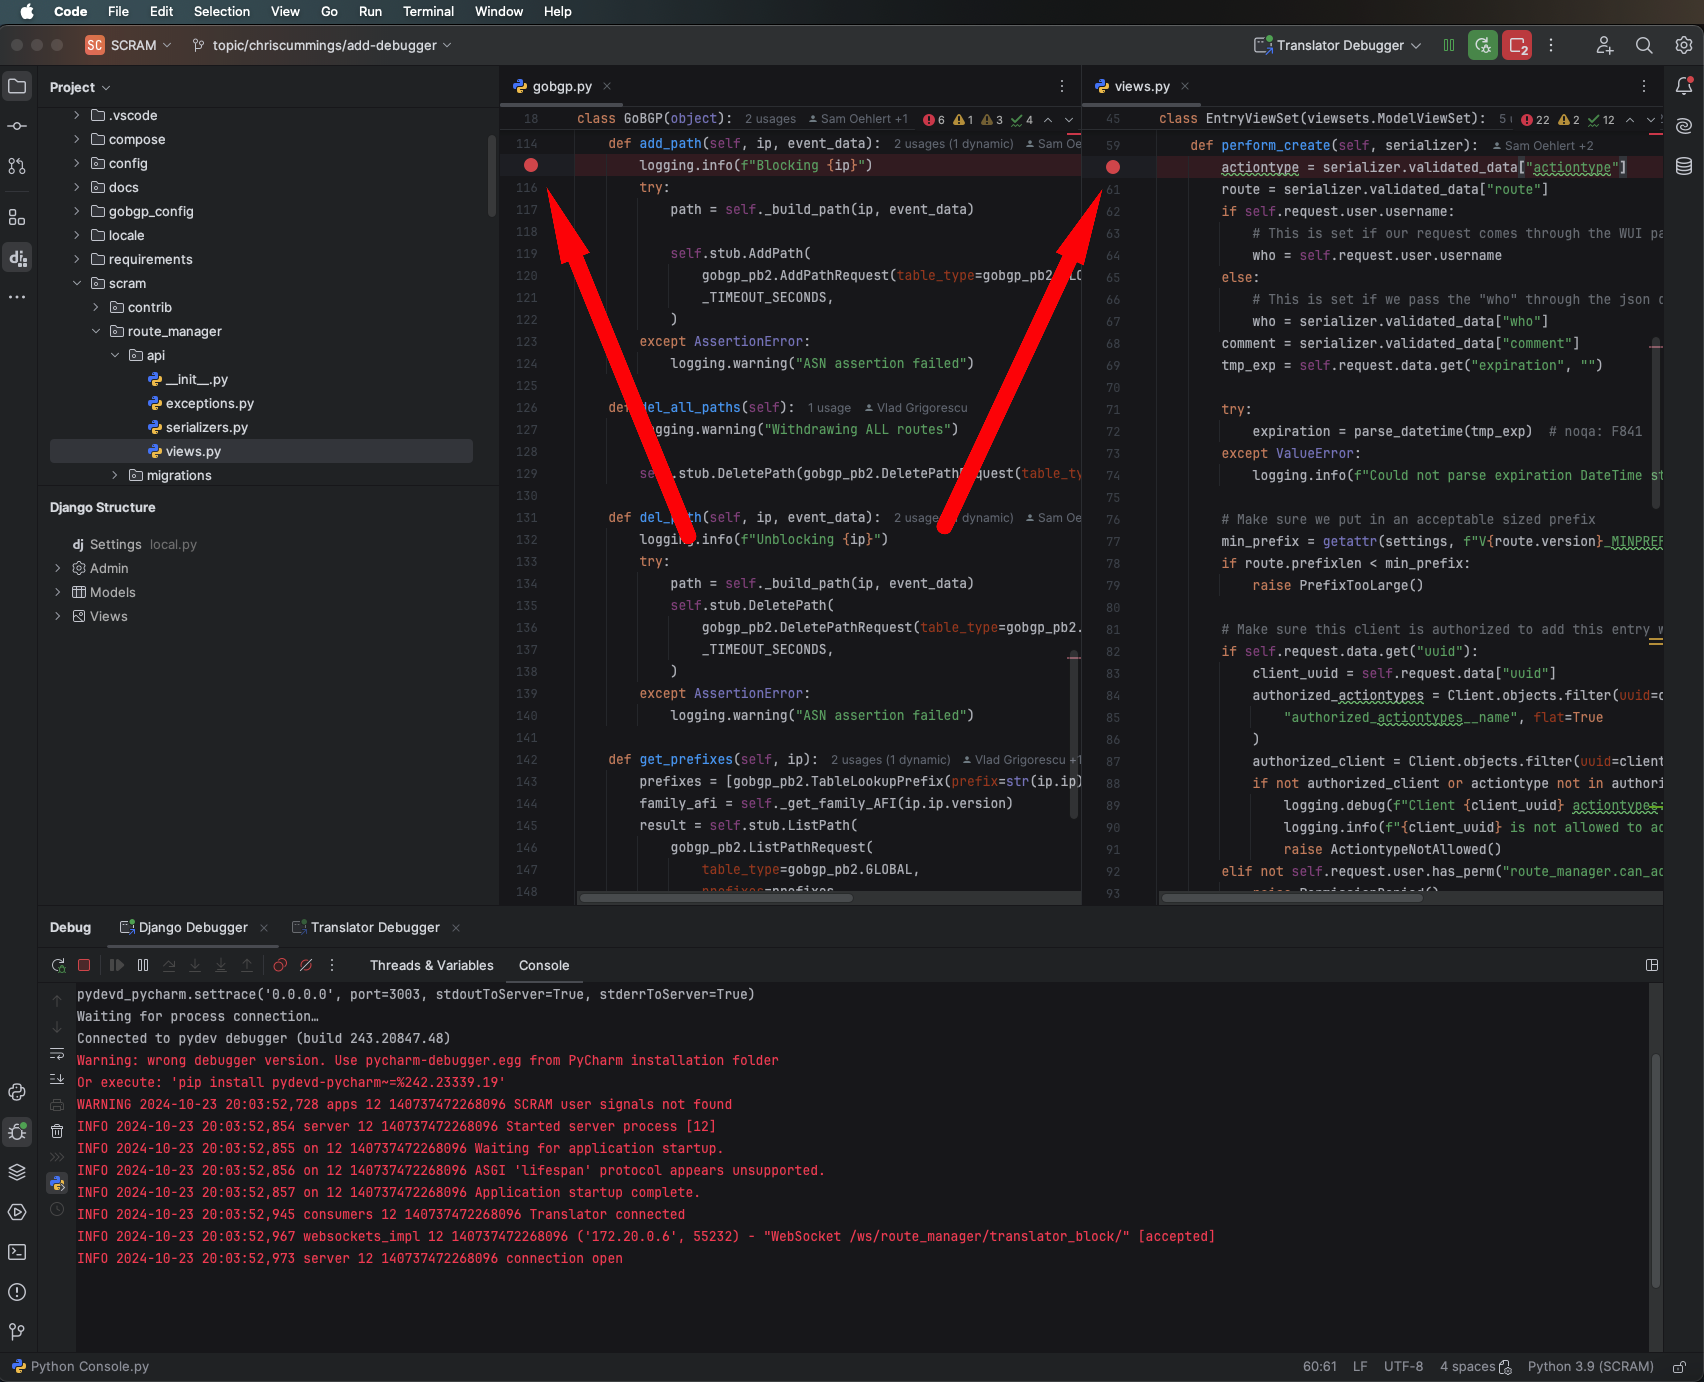 Code File Edit Selection View Go Run Terminal Window Help
SC SCRAM topic/chriscummings/add-debugger Translator Debugger 2
Project
.vscode
compose
config
docs
gobgp_config
locale
requirements
scram
contrib
route_manager
api
__init__.py
exceptions.py
serializers.py
views.py
migrations
Django Structure
dj Settings local.py
Admin
Models
Views
gobgp.py
18 class GoBGP(object): 2 usages Sam Oehlert +1 6 1 3 4
114 def add_path(self, ip, event_data): 2 usages (1 dynamic) Sam Oe
logging.info(f"Blocking {ip}")
116 try:
117 path = self._build_path(ip, event_data)
118
119 self.stub.AddPath(
120 gobgp_pb2.AddPathRequest(table_type=gobgp_pb2
121 _TIMEOUT_SECONDS,
122 )
123 except AssertionError:
124 logging.warning("ASN assertion failed")
125
126 def del_all_paths(self): 1 usage Vlad Grigorescu
127 logging.warning("Withdrawing ALL routes")
128
129 self.stub.DeletePath(gobgp_pb2.DeletePathRequest(table_ty
130
131 def del_path(self, ip, event_data): 2 usages (1 dynamic) Sam Oe
132 logging.info(f"Unblocking {ip}")
133 try:
134 path = self._build_path(ip, event_data)
135 self.stub.DeletePath(
136 gobgp_pb2.DeletePathRequest(table_type=gobgp_pb2.
137 _TIMEOUT_SECONDS,
138 )
139 except AssertionError:
140 logging.warning("ASN assertion failed")
141
142 def get_prefixes(self, ip): 2 usages (1 dynamic) Vlad Grigorescu +1
143 prefixes = [gobgp_pb2.TableLookupPrefix(prefix=str(ip.ip)
144 family_afi = self._get_family_AFI(ip.ip.version)
145 result = self.stub.ListPath(
146 gobgp_pb2.ListPathRequest(
147 table_type=gobgp_pb2.GLOBAL,
148 prefixes=prefixes
views.py
45 class EntryViewSet(viewsets.ModelViewSet): 5 u 22 2 12
59 def perform_create(self, serializer): Sam Oehlert +2
actiontype = serializer.validated_data["actiontype"]
61 route = serializer.validated_data["route"]
62 if self.request.user.username:
63 # This is set if our request comes through the WUI pa
64 who = self.request.user.username
65 else:
66 # This is set if we pass the "who" through the json d
67 who = serializer.validated_data["who"]
68 comment = serializer.validated_data["comment"]
69 tmp_exp = self.request.data.get("expiration", "")
70
71 try:
72 expiration = parse_datetime(tmp_exp) # noqa: F841
73 except ValueError:
74 logging.info(f"Could not parse expiration DateTime st
75
76 # Make sure we put in an acceptable sized prefix
77 min_prefix = getattr(settings, f"V{route.version}_MINPREF
78 if route.prefixlen < min_prefix:
79 raise PrefixTooLarge()
80
81 # Make sure this client is authorized to add this entry w
82 if self.request.data.get("uuid"):
83 client_uuid = self.request.data["uuid"]
84 authorized_actiontypes = Client.objects.filter(uuid=c
85 "authorized_actiontypes__name", flat=True
86 )
87 authorized_client = Client.objects.filter(uuid=client
88 if not authorized_client or actiontype not in authori
89 logging.debug(f"Client {client_uuid} actiontypes:
90 logging.info(f"{client_uuid} is not allowed to ad
91 raise ActiontypeNotAllowed()
92 elif not self.request.user.has_perm("route_manager.can_ad
93 raise PermissionDenied()
Debug Django Debugger Translator Debugger
Threads & Variables Console
pydevd_pycharm.settrace('0.0.0.0', port=3003, stdoutToServer=True, stderrToServer=True)
Waiting for process connection…
Connected to pydev debugger (build 243.20847.48)
Warning: wrong debugger version. Use pycharm-debugger.egg from PyCharm installation folder
Or execute: 'pip install pydevd-pycharm~=%242.23339.19'
WARNING 2024-10-23 20:03:52,728 apps 12 140737472268096 SCRAM user signals not found
INFO 2024-10-23 20:03:52,854 server 12 140737472268096 Started server process [12]
INFO 2024-10-23 20:03:52,855 on 12 140737472268096 Waiting for application startup.
INFO 2024-10-23 20:03:52,856 on 12 140737472268096 ASGI 'lifespan' protocol appears unsupported.
INFO 2024-10-23 20:03:52,857 on 12 140737472268096 Application startup complete.
INFO 2024-10-23 20:03:52,945 consumers 12 140737472268096 Translator connected
INFO 2024-10-23 20:03:52,967 websockets_impl 12 140737472268096 ('172.20.0.6', 55232) - "WebSocket /ws/route_manager/translator_block/" [accepted]
INFO 2024-10-23 20:03:52,973 server 12 140737472268096 connection open
Python Console.py 60:61 LF UTF-8 4 spaces Python 3.9 (SCRAM)